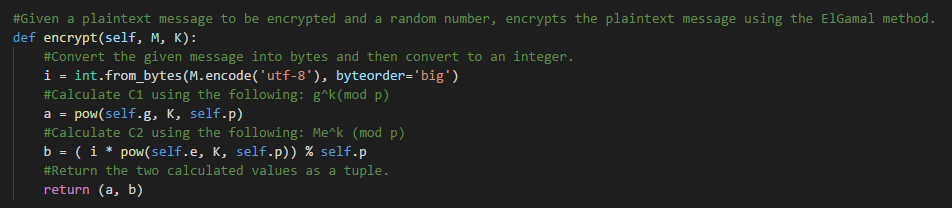 #Given a plaintext message to be encrypted and a random number, encrypts the plaintext message using the ElGamal method.
def encrypt(self, M, K):
    #Convert the given message into bytes and then convert to an integer.
    i = int.from_bytes(M.encode('utf-8'), byteorder='big')
    #Calculate C1 using the following: g^k(mod p)
    a = pow(self.g, K, self.p)
    #Calculate C2 using the following: Me^k (mod p)
    b = ( i * pow(self.e, K, self.p)) % self.p
    #Return the two calculated values as a tuple.
    return (a, b)